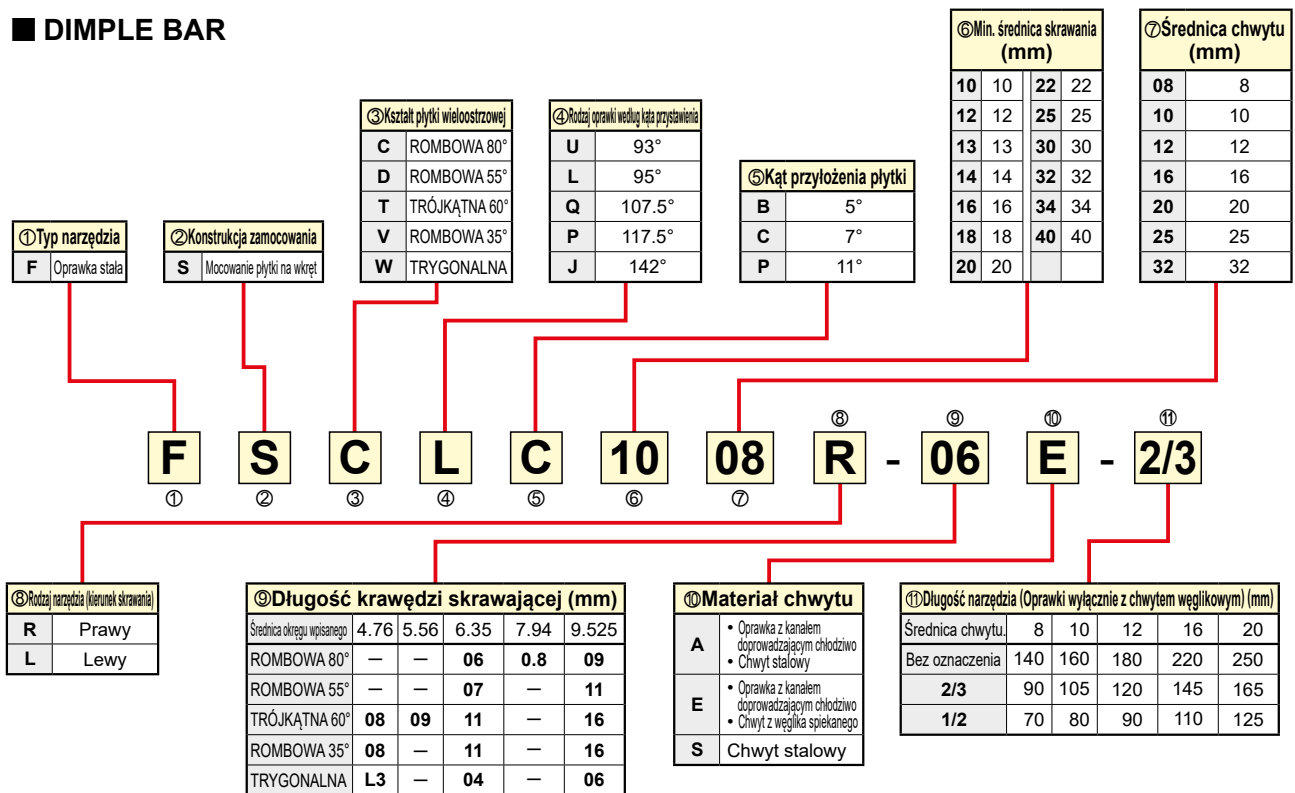 ■ DIMPLE BAR
⑥Min. średnica skrawania (mm)
10 10 22 22
12 12 25 25
13 13 30 30
14 14 32 32
16 16 34 34
18 18 40 40
20 20
⑦Średnica chwytu (mm)
08 8
10 10
12 12
16 16
20 20
25 25
32 32
③Kształt płytki wieloostrzowej
C ROMBOWA 80°
D ROMBOWA 55°
T TRÓJKĄTNA 60°
V ROMBOWA 35°
W TRYGONALNA
④Rodzaj oprawki według kąta przystawienia
U 93°
L 95°
Q 107.5°
P 117.5°
J 142°
⑤Kąt przyłożenia płytki
B 5°
C 7°
P 11°
①Typ narzędzia
F Oprawka stała
②Konstrukcja zamocowania
S Mocowanie płytki na wkręt
⑧ ⑨ ⑩ ⑪
F S C L C 10 08 R - 06 E - 2/3
① ② ③ ④ ⑤ ⑥ ⑦
⑧Rodzaj narzędzia (kierunek skrawania)
R Prawy
L Lewy
⑨Długość krawędzi skrawającej (mm)
Średnica okręgu wpisanego 4.76 5.56 6.35 7.94 9.525
ROMBOWA 80° — — 06 0.8 09
ROMBOWA 55° — — 07 — 11
TRÓJKĄTNA 60° 08 09 11 — 16
ROMBOWA 35° 08 — 11 — 16
TRYGONALNA L3 — 04 — 06
⑩Materiał chwytu
A • Oprawka z kanałem
doprowadzającym chłodziwo
• Chwyt stalowy
E • Oprawka z kanałem
doprowadzającym chłodziwo
• Chwyt z węglika spiekanego
S Chwyt stalowy
⑪Długość narzędzia (Oprawki wyłącznie z chwytem węglikowym) (mm)
Średnica chwytu. 8 10 12 16 20
Bez oznaczenia 140 160 180 220 250
2/3 90 105 120 145 165
1/2 70 80 90 110 125